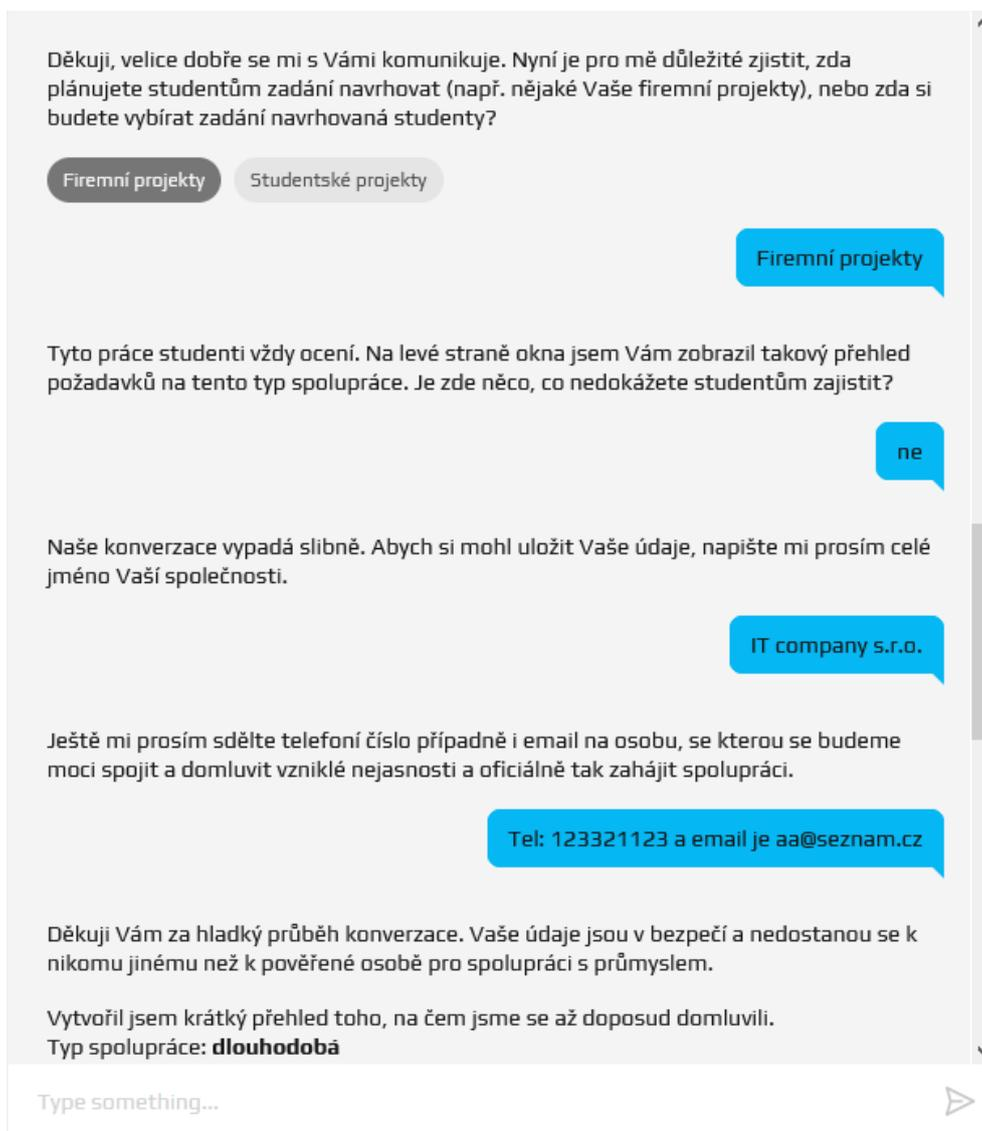 Děkuji, velice dobře se mi s Vámi komunikuje. Nyní je pro mě důležité zjistit, zda
plánujete studentům zadání navrhovat (např. nějaké Vaše firemní projekty), nebo zda si
budete vybírat zadání navrhovaná studenty?
Firemní projekty
Studentské projekty
Firemní projekty
Tyto práce studenti vždy ocení. Na levé straně okna jsem Vám zobrazil takový přehled
požadavků na tento typ spolupráce. Je zde něco, co nedokážete studentům zajistit?
ne
Naše konverzace vypadá slibně. Abych si mohl uložit Vaše údaje, napište mi prosím celé
jméno Vaší společnosti.
IT company s.r.o.
Ještě mi prosím sdělte telefoní číslo případně i email na osobu, se kterou se budeme
moci spojit a domluvit vzniklé nejasnosti a oficiálně tak zahájit spolupráci.
Tel: 123321123 a email je aa@seznam.cz
Děkuji Vám za hladký průběh konverzace. Vaše údaje jsou v bezpečí a nedostanou se k
nikomu jinému než k pověřené osobě pro spolupráci s průmyslem.
Vytvořil jsem krátký přehled toho, na čem jsme se až doposud domluvili.
Typ spolupráce: dlouhodobá
Type something...